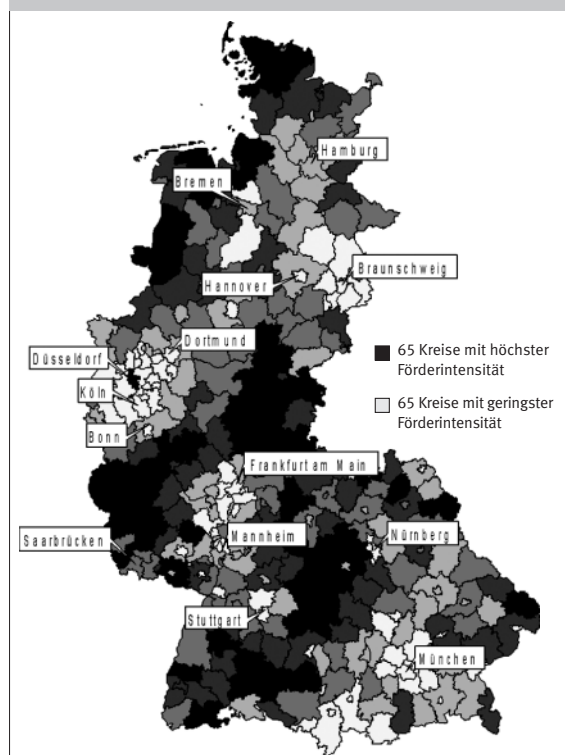 Hamburg
Bremen
Braunschweig
Hannover
Dortmund
Düsseldorf
Köln
Bonn
65 Kreise mit höchster
Förderintensität
65 Kreise mit geringster
Förderintensität
Frankfurt am Main
Saarbrücken
Mannheim
Nürnberg
Stuttgart
München